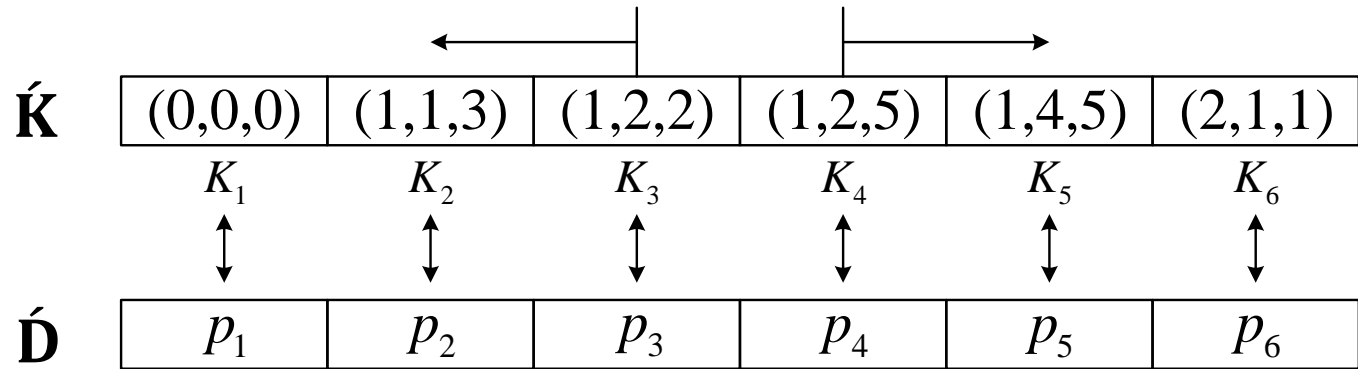 Ḱ (0,0,0) (1,1,3) (1,2,2) (1,2,5) (1,4,5) (2,1,1)
K₁ K₂ K₃ K₄ K₅ K₆
D́ p₁ p₂ p₃ p₄ p₅ p₆